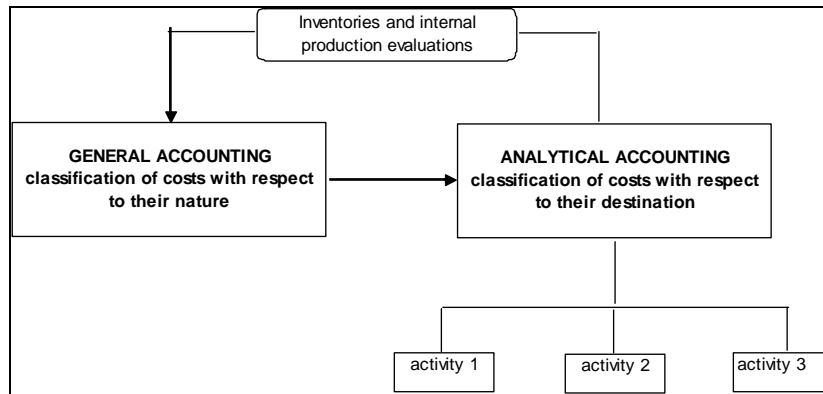 Inventories and internal
production evaluations
GENERAL ACCOUNTING
classification of costs with respect
to their nature
ANALYTICAL ACCOUNTING
classification of costs with respect
to their destination
activity 1
activity 2
activity 3